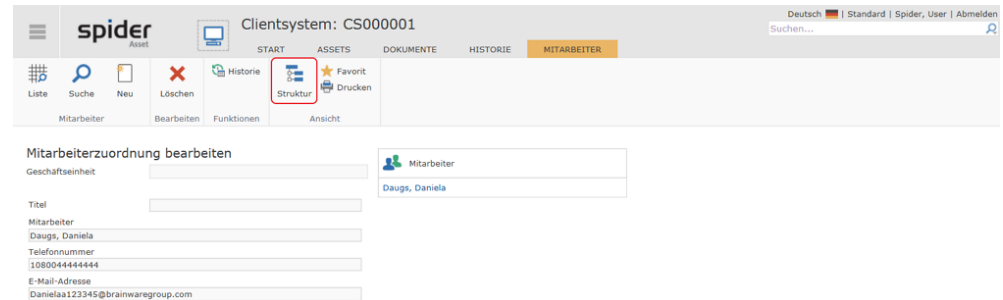 Deutsch | Standard | Spider, User | Abmelden
spider
Asset
Clientsystem: CS000001
Suchen...
START ASSETS DOKUMENTE HISTORIE MITARBEITER
Liste Suche Neu Löschen Historie Struktur Favorit
Drucken
Mitarbeiter Bearbeiten Funktionen Ansicht
Mitarbeiterzuordnung bearbeiten
Geschäftseinheit
Mitarbeiter
Daugs, Daniela
Titel
Mitarbeiter
Daugs, Daniela
Telefonnummer
1080044444444
E-Mail-Adresse
Danielaa123345@brainwaregroup.com